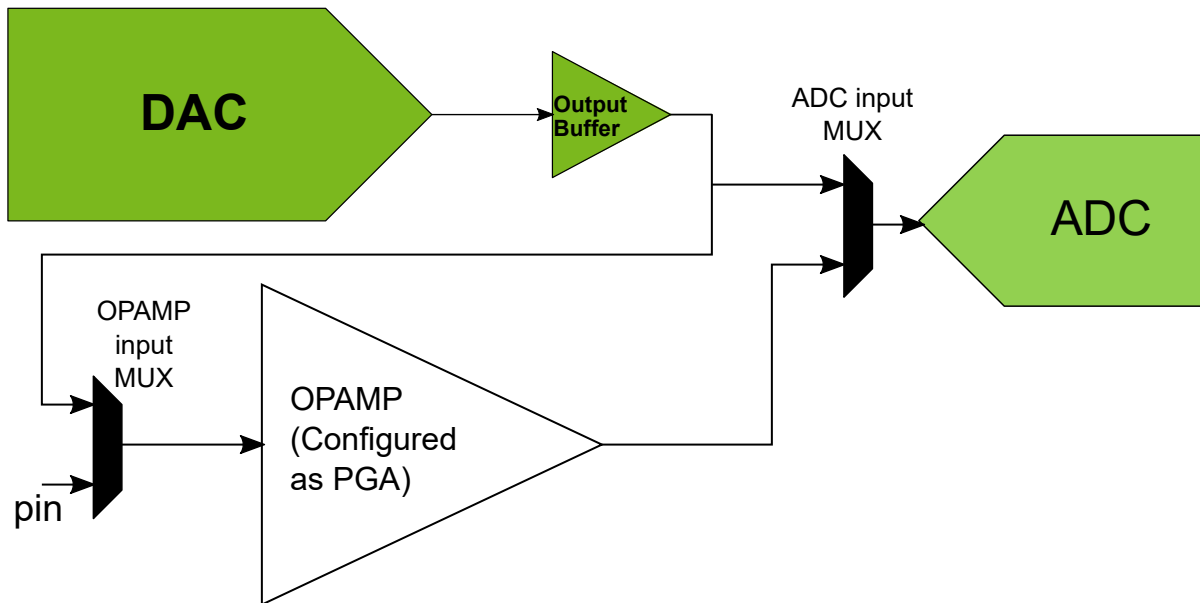 DAC
Output
Buffer
ADC input
MUX
ADC
OPAMP
input
MUX
OPAMP
(Configured
as PGA)
pin